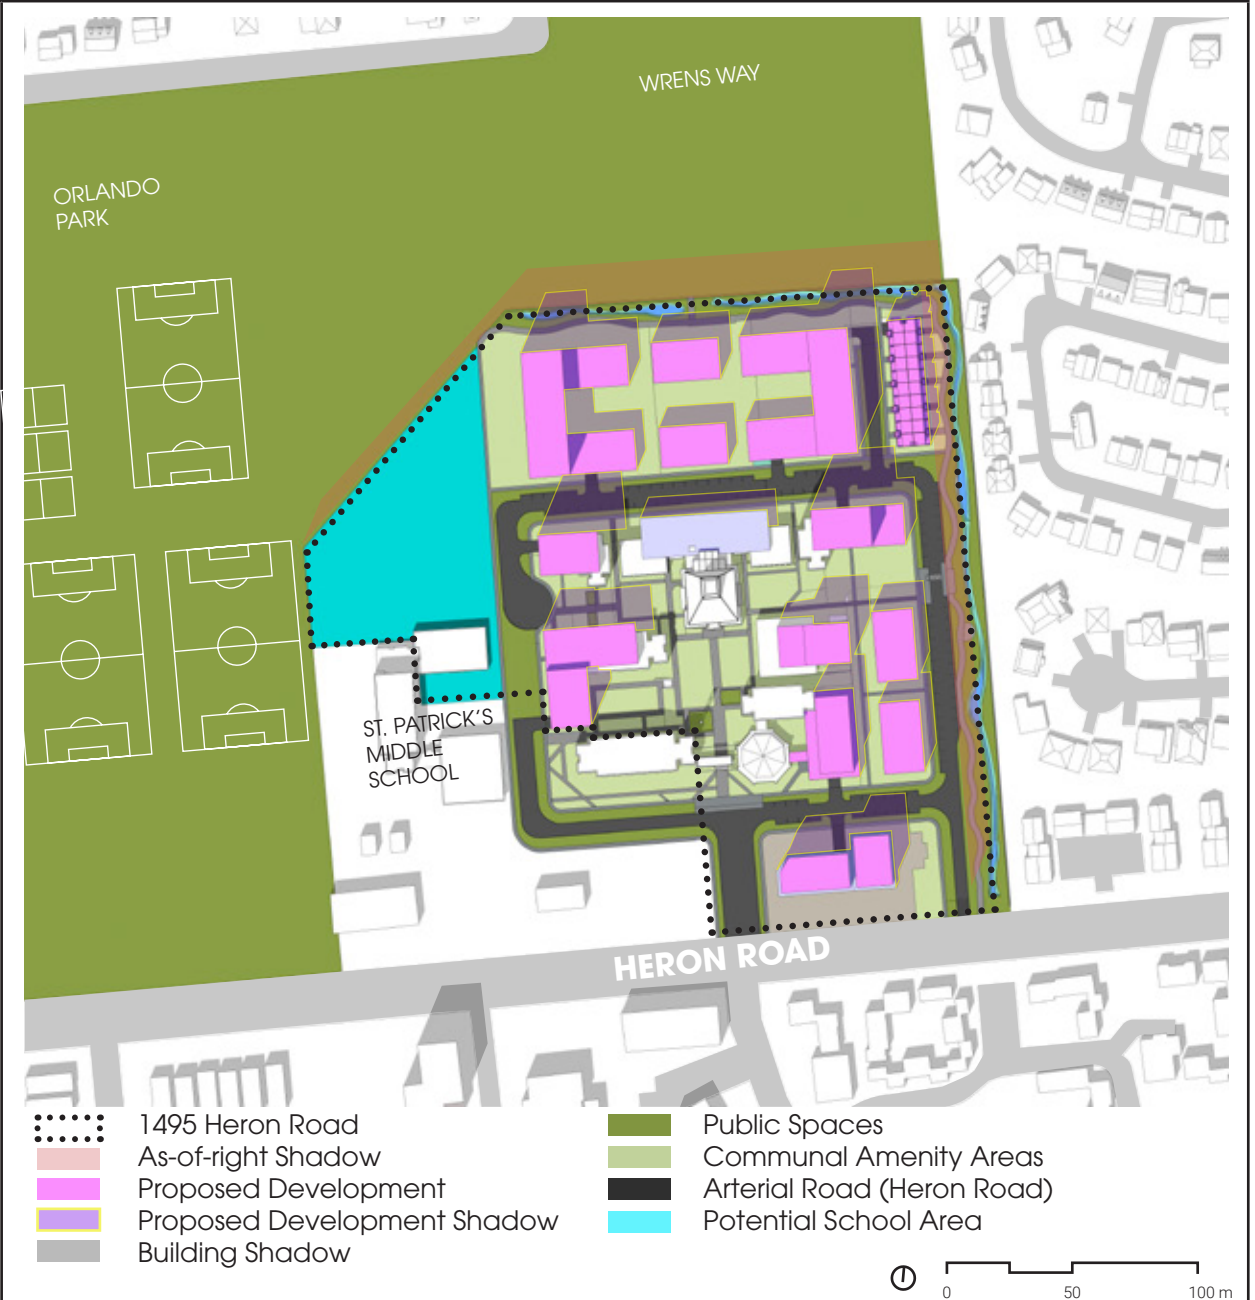 WRENS WAY
ORLANDO
PARK
ST. PATRICK'S
MIDDLE
SCHOOL
HERON ROAD
1495 Heron Road
As-of-right Shadow
Proposed Development
Proposed Development Shadow
Building Shadow
Public Spaces
Communal Amenity Areas
Arterial Road (Heron Road)
Potential School Area
0 50 100 m